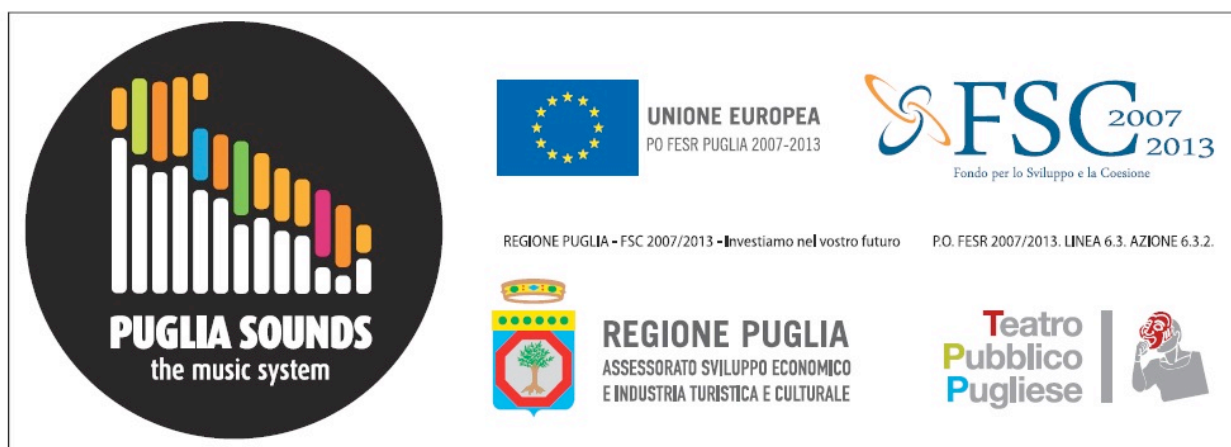 PUGLIA SOUNDS
the music system
UNIONE EUROPEA
PO FESR PUGLIA 2007-2013
FSC 2007
2013
Fondo per lo Sviluppo e la Coesione
REGIONE PUGLIA - FSC 2007/2013 - Investiamo nel vostro futuro
P.O. FESR 2007/2013. LINEA 6.3. AZIONE 6.3.2.
REGIONE PUGLIA
ASSESSORATO SVILUPPO ECONOMICO
E INDUSTRIA TURISTICA E CULTURALE
Teatro
Pubblico
Pugliese